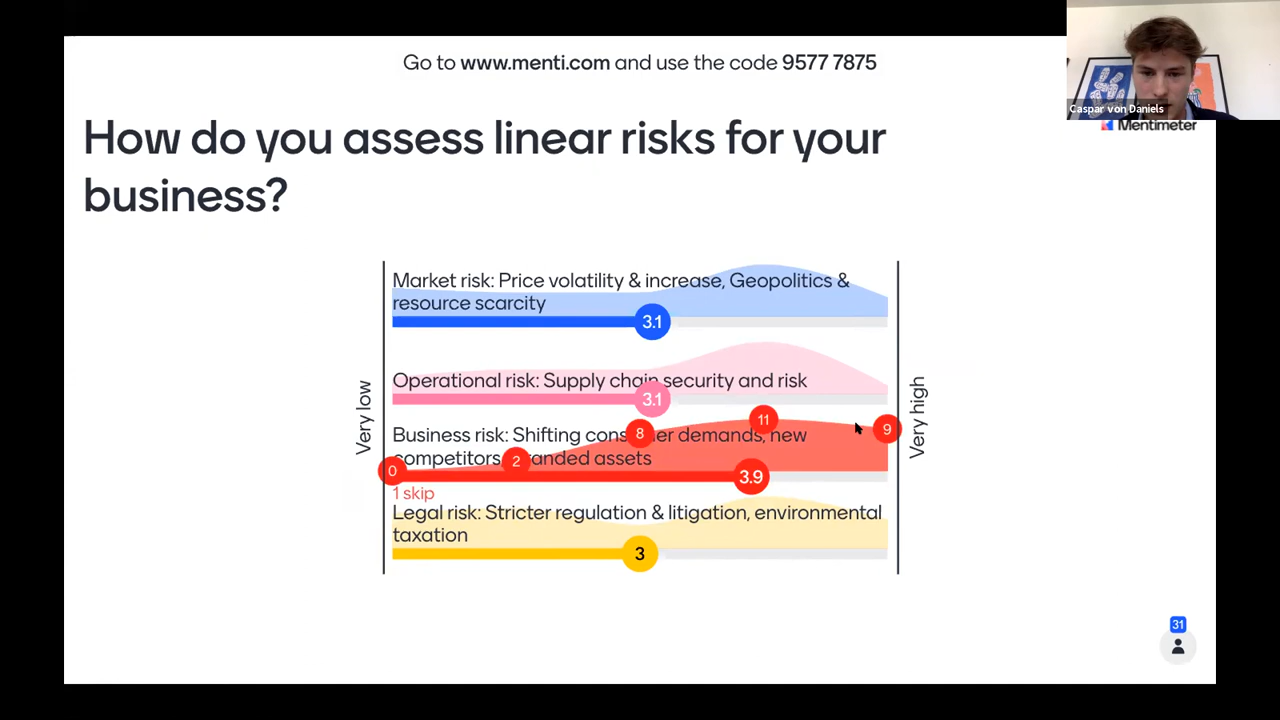 Go to www.menti.com and use the code 9577 7875
Caspar von Daniels
Mentimeter
How do you assess linear risks for your
business?
Very low
Very high
Market risk: Price volatility & increase, Geopolitics &
resource scarcity
3.1
Operational risk: Supply chain security and risk
3.1
Business risk: Shifting demands, new
competitors,
0
2
8
11
9
assets
3.9
1 skip
Legal risk: Stricter regulation & litigation, environmental
taxation
3
31